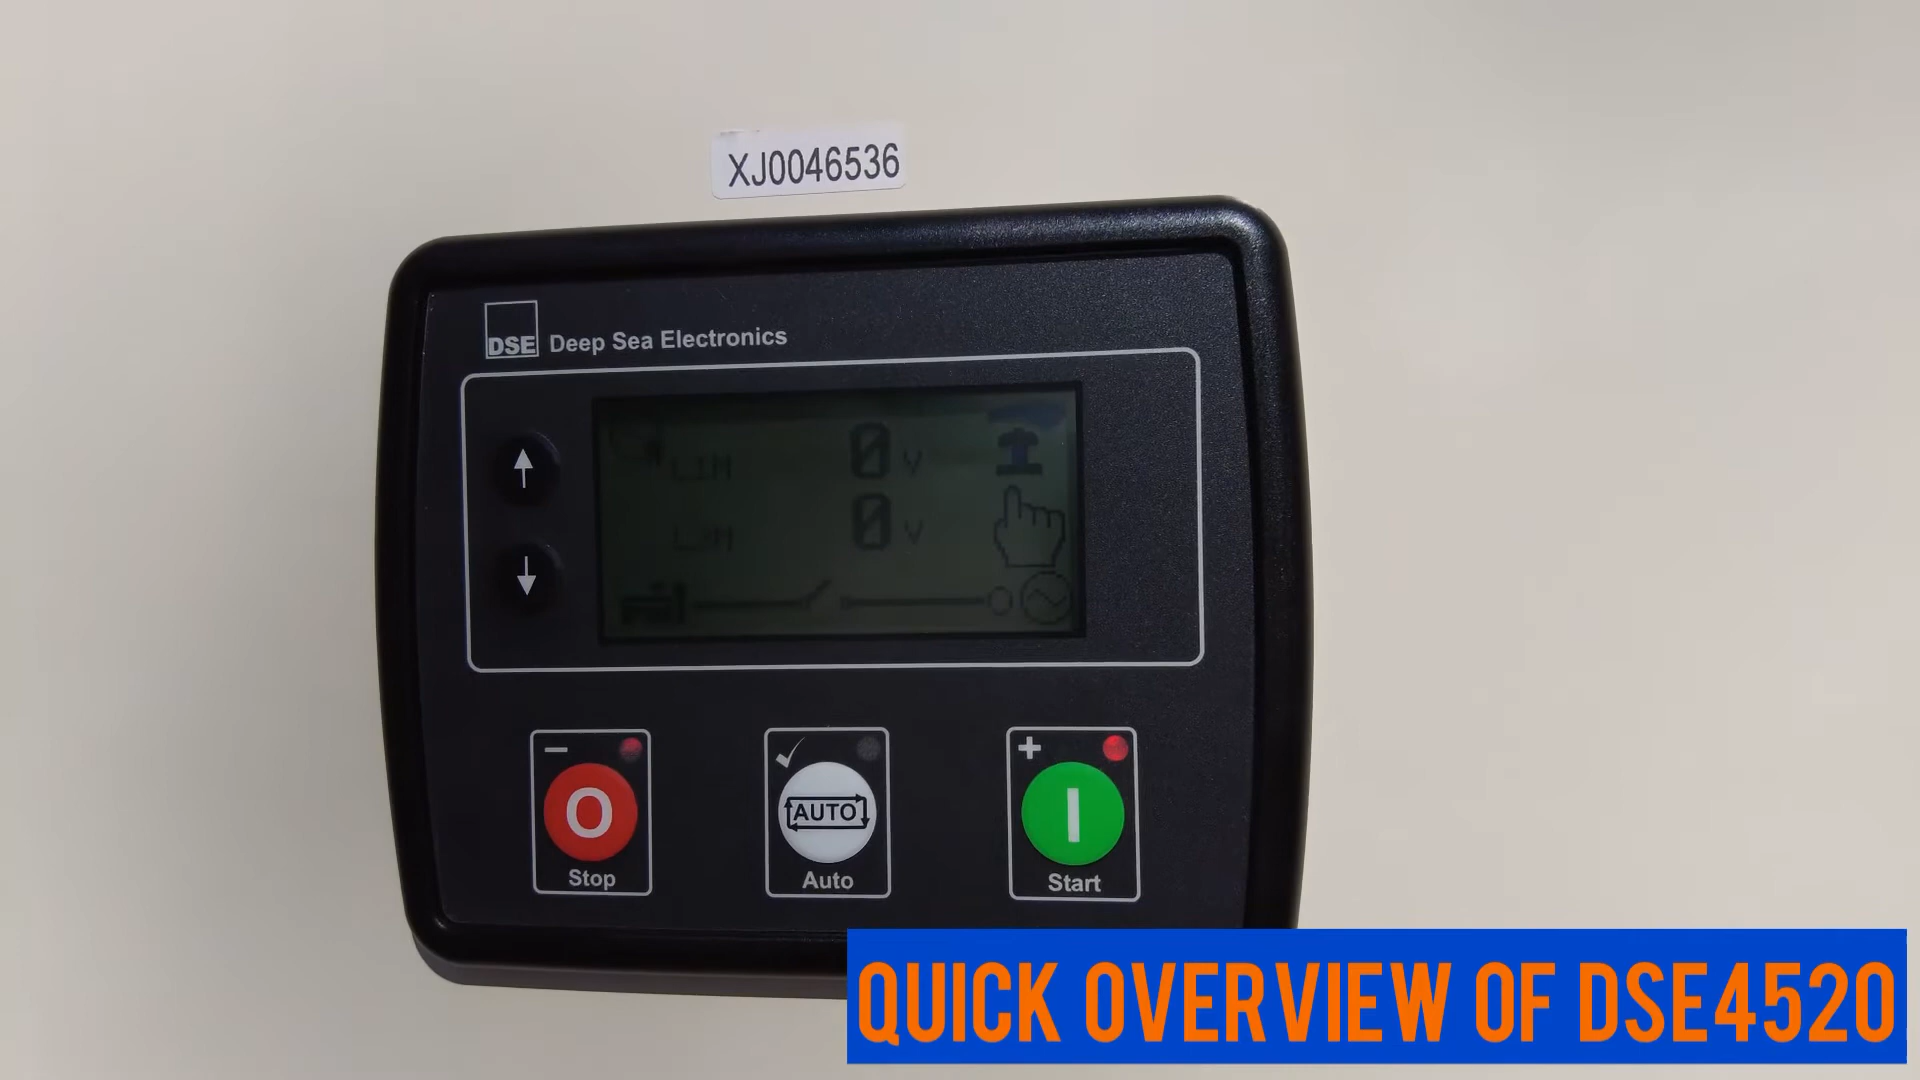 XJ0046536
DSE Deep Sea Electronics
0 V
0 V
Stop
AUTO
Auto
Start
QUICK OVERVIEW OF DSE4520